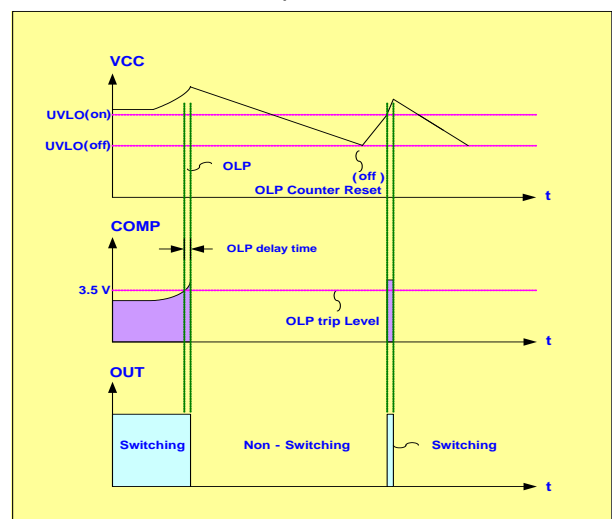 VCC
UVLO(on)
UVLO(off)
OLP
(off )
OLP Counter Reset
t
COMP
OLP delay time
3.5 V
OLP trip Level
t
OUT
Switching
Non - Switching
Switching
t